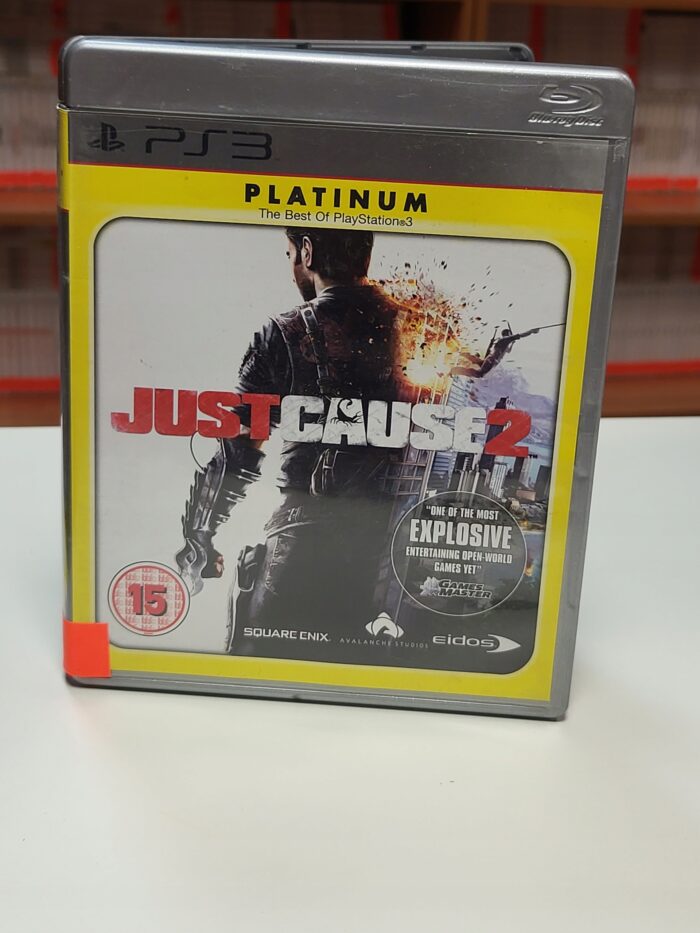 Blu-ray Disc
PS3
PLATINUM
The Best Of PlayStation®3
JUST CAUSE 2
"ONE OF THE MOST
EXPLOSIVE
ENTERTAINING OPEN-WORLD
GAMES YET"
GAMES MASTER
15
SQUARE ENIX.
AVALANCHE STUDIOS
eidos